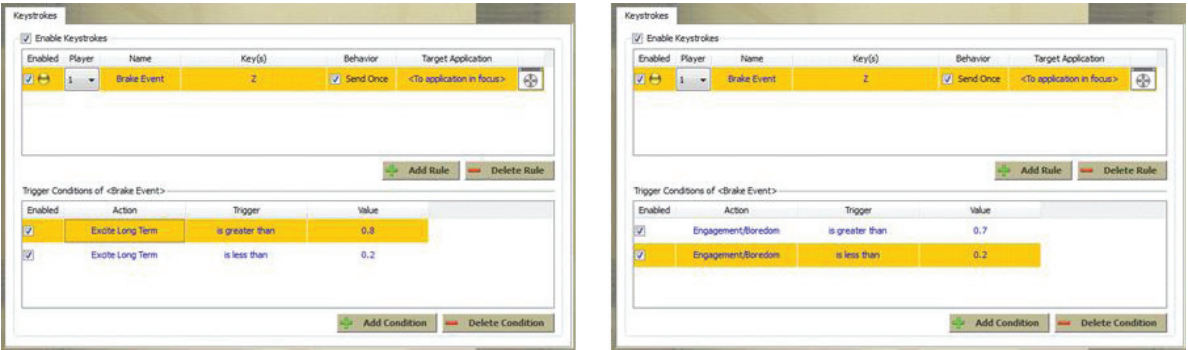 Keystrokes
Enable Keystrokes
Enabled Player Name Key(s) Behavior Target Application
1 Brake Event Z Send Once <To application in focus>
Add Rule Delete Rule
Trigger Conditions of <Brake Event>
Enabled Action Trigger Value
Excite Long Term is greater than 0.8
Excite Long Term is less than 0.2
Add Condition Delete Condition
Keystrokes
Enable Keystrokes
Enabled Player Name Key(s) Behavior Target Application
1 Brake Event Z Send Once <To application in focus>
Add Rule Delete Rule
Trigger Conditions of <Brake Event>
Enabled Action Trigger Value
Engagement/Boredom is greater than 0.7
Engagement/Boredom is less than 0.2
Add Condition Delete Condition